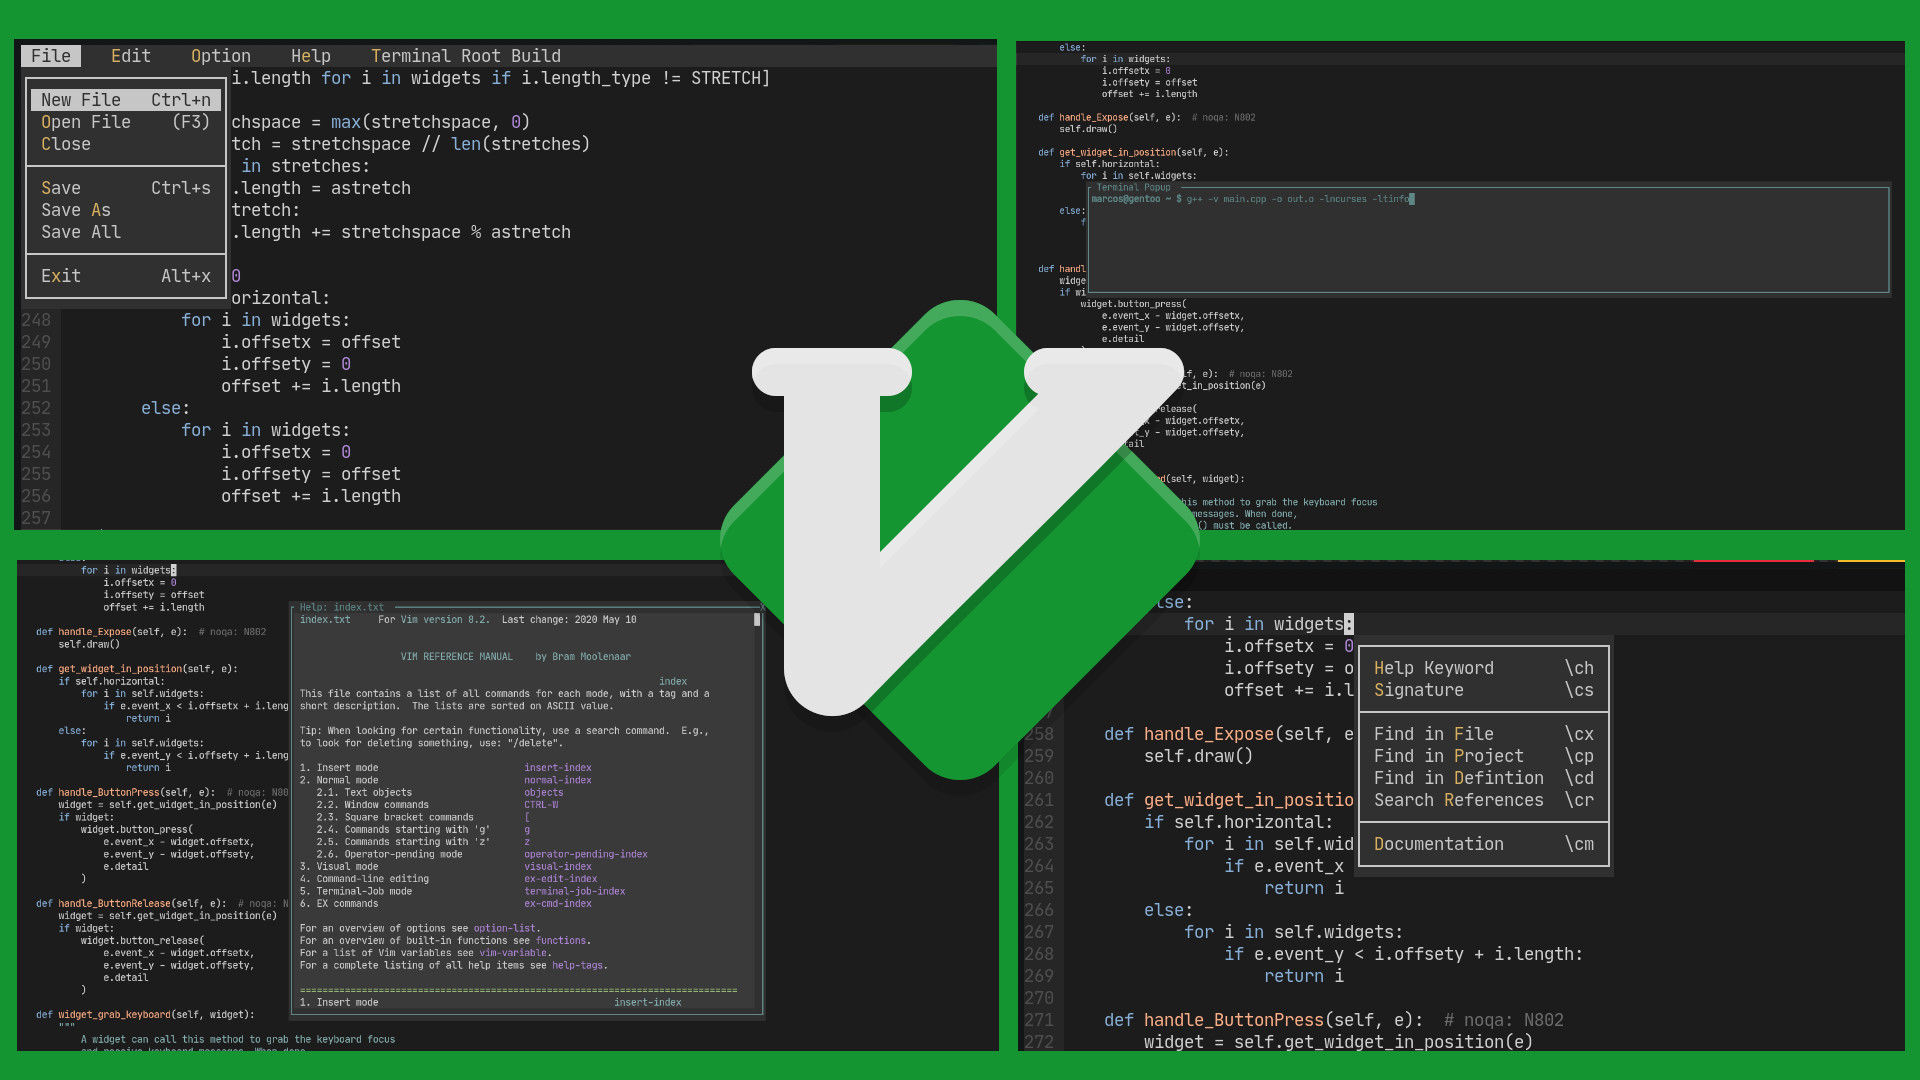 File Edit Option Help Terminal Root Build
i.length for i in widgets if i.length_type != STRETCH]
New File Ctrl+n
Open File (F3) chspace = max(stretchspace, 0)
Close tch = stretchspace // len(stretches)
in stretches:
Save Ctrl+s .length = astretch
Save As tretch:
Save All .length += stretchspace % astretch
Exit Alt+x 0
orizontal:
248 for i in widgets:
249 i.offsetx = offset
250 i.offsety = 0
251 offset += i.length
252 else:
253 for i in widgets:
254 i.offsetx = 0
255 i.offsety = offset
256 offset += i.length
257
else:
for i in widgets:
i.offsetx = 0
i.offsety = offset
offset += i.length
def handle_Expose(self, e): # noqa: N802
self.draw()
def get_widget_in_position(self, e):
if self.horizontal:
for i in self.widgets:
Terminal Popup
marcos@gentoo ~ $ g++ -v main.cpp -o out.o -lncurses -ltinfo
else:
f
def handl
widge
if wi
widget.button_press(
e.event_x - widget.offsetx,
e.event_y - widget.offsety,
e.detail
lf, e): # noqa: N802
et_in_position(e)
release(
x - widget.offsetx,
t_y - widget.offsety,
tail
rd(self, widget):
his method to grab the keyboard focus
messages. When done,
() must be called.
for i in widgets:
i.offsetx = 0
i.offsety = offset
offset += i.length
def handle_Expose(self, e): # noqa: N802
self.draw()
def get_widget_in_position(self, e):
if self.horizontal:
for i in self.widgets:
if e.event_x < i.offsetx + i.leng
return i
else:
for i in self.widgets:
if e.event_y < i.offsety + i.leng
return i
def handle_ButtonPress(self, e): # noqa: N80
widget = self.get_widget_in_position(e)
if widget:
widget.button_press(
e.event_x - widget.offsetx,
e.event_y - widget.offsety,
e.detail
)
def handle_ButtonRelease(self, e): # noqa: N
widget = self.get_widget_in_position(e)
if widget:
widget.button_release(
e.event_x - widget.offsetx,
e.event_y - widget.offsety,
e.detail
)
def widget_grab_keyboard(self, widget):
"""
A widget can call this method to grab the keyboard focus
Help: index.txt X
index.txt For Vim version 8.2. Last change: 2020 May 10
VIM REFERENCE MANUAL by Bram Moolenaar
index
This file contains a list of all commands for each mode, with a tag and a
short description. The lists are sorted on ASCII value.
Tip: When looking for certain functionality, use a search command. E.g.,
to look for deleting something, use: "/delete".
1. Insert mode insert-index
2. Normal mode normal-index
2.1. Text objects objects
2.2. Window commands CTRL-W
2.3. Square bracket commands [
2.4. Commands starting with 'g' g
2.5. Commands starting with 'z' z
2.6. Operator-pending mode operator-pending-index
3. Visual mode visual-index
4. Command-line editing ex-edit-index
5. Terminal-Job mode terminal-job-index
6. EX commands ex-cmd-index
For an overview of options see option-list.
For an overview of built-in functions see functions.
For a list of Vim variables see vim-variable.
For a complete listing of all help items see help-tags.
==============================================================================
1. Insert mode insert-index
lse:
for i in widgets:
i.offsetx = 0
i.offsety = o
offset += i.l
258 def handle_Expose(self, e
259 self.draw()
260
261 def get_widget_in_positio
262 if self.horizontal:
263 for i in self.wid
264 if e.event_x
265 return i
266 else:
267 for i in self.widgets:
268 if e.event_y < i.offsety + i.length:
269 return i
270
271 def handle_ButtonPress(self, e): # noqa: N802
272 widget = self.get_widget_in_position(e)
Help Keyword \ch
Signature \cs
Find in File \cx
Find in Project \cp
Find in Defintion \cd
Search References \cr
Documentation \cm